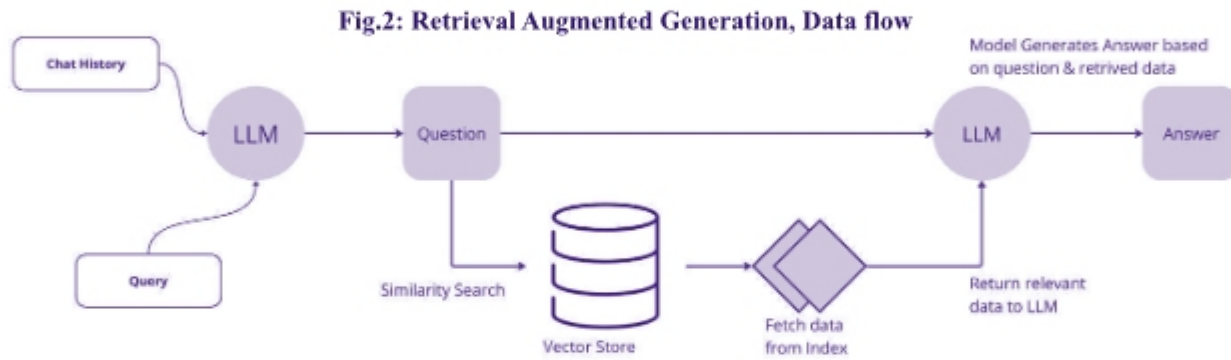 Fig.2: Retrieval Augmented Generation, Data flow
Chat History
Model Generates Answer based
on question & retrived data
LLM
Question
LLM
Answer
Query
Similarity Search
Vector Store
Fetch data
from Index
Return relevant
data to LLM